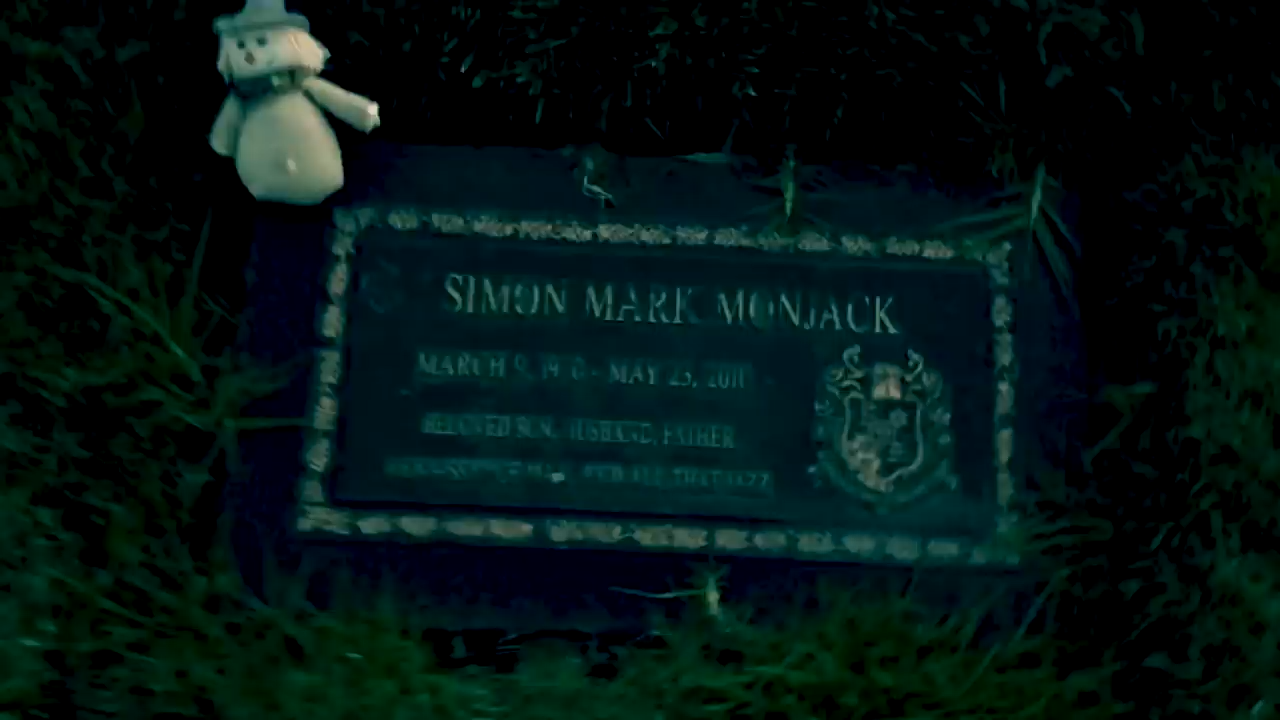 SIMON MARK MONJACK
MARCH 9, 1970 - MAY 23, 2011
BELOVED SON, HUSBAND, FATHER
AND ALL THAT JAZZ